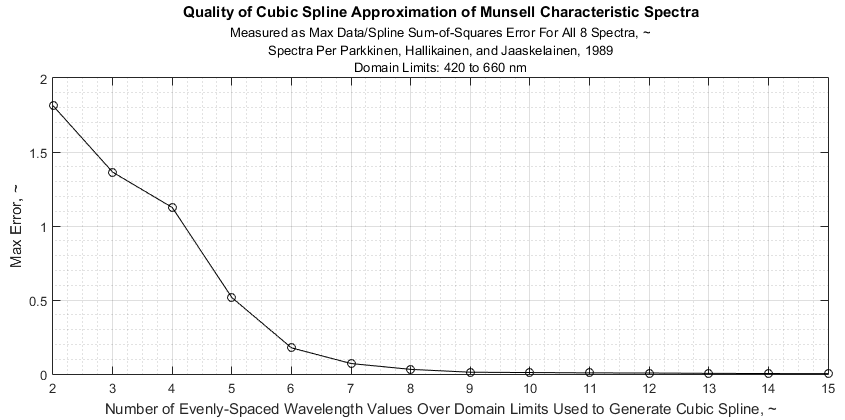 Quality of Cubic Spline Approximation of Munsell Characteristic Spectra
Measured as Max Data/Spline Sum-of-Squares Error For All 8 Spectra, ~
Spectra Per Parkkinen, Hallikainen, and Jaaskelainen, 1989
Domain Limits: 420 to 660 nm
2
1.5
1
0.5
0
Max Error, ~
2 3 4 5 6 7 8 9 10 11 12 13 14 15
Number of Evenly-Spaced Wavelength Values Over Domain Limits Used to Generate Cubic Spline, ~